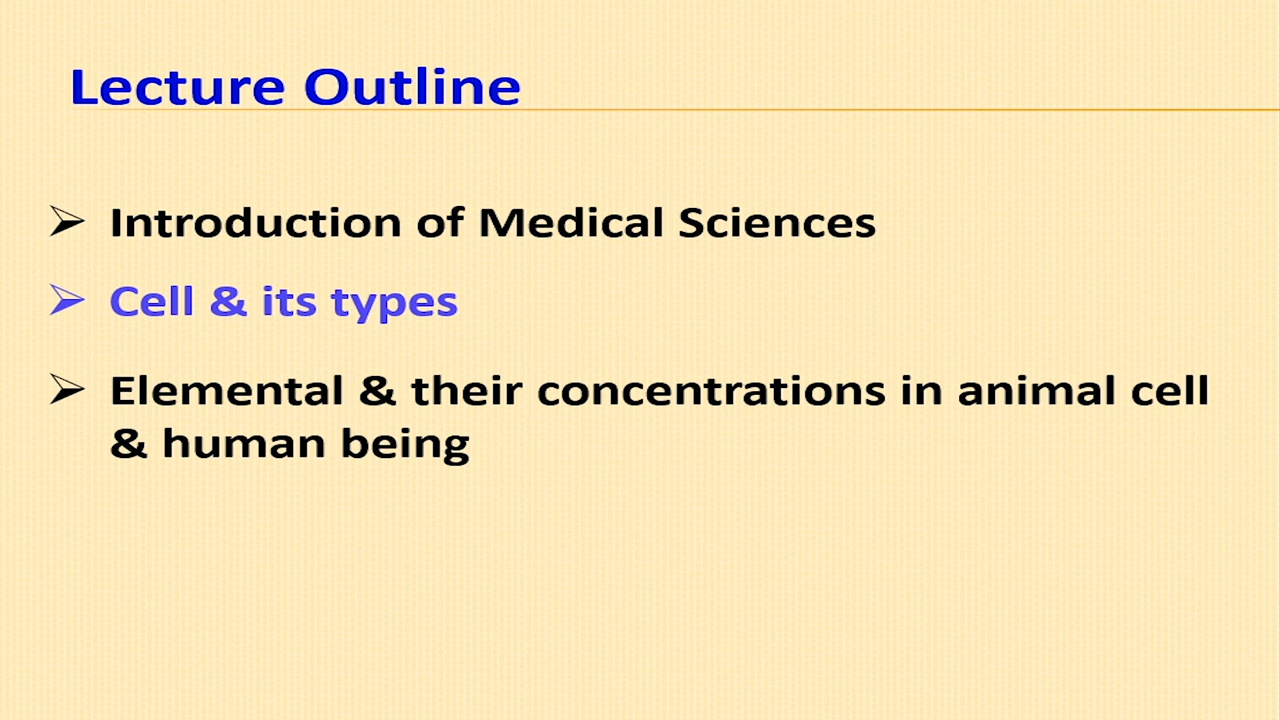 Lecture Outline
Introduction of Medical Sciences
Cell & its types
Elemental & their concentrations in animal cell
& human being